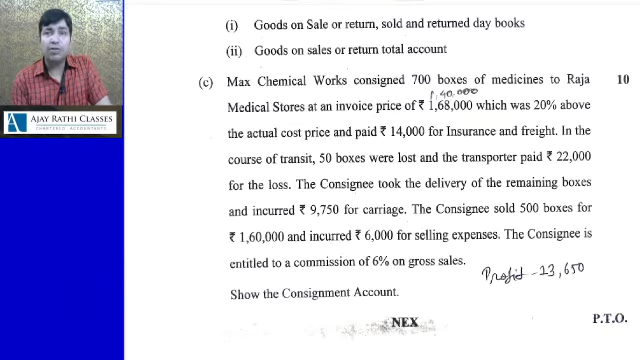 (i) Goods on Sale or return, sold and returned day books
(ii) Goods on sales or return total account
(c) Max Chemical Works consigned 700 boxes of medicines to Raja 10
1,40,000
Medical Stores at an invoice price of ₹ 1,68,000 which was 20% above
the actual cost price and paid ₹ 14,000 for Insurance and freight. In
the course of transit, 50 boxes were lost and the transporter paid ₹ 22,000
for the loss. The Consignee took the delivery of the remaining boxes
and incurred ₹ 9,750 for carriage. The Consignee sold 500 boxes for
₹ 1,60,000 and incurred ₹ 6,000 for selling expenses. The Consignee is
entitled to a commission of 6% on gross sales.
Profit - 13,650
Show the Consignment Account.
NEX
P.T.O.
AJAY RATHI CLASSES
CHARTERED ACCOUNTANTS